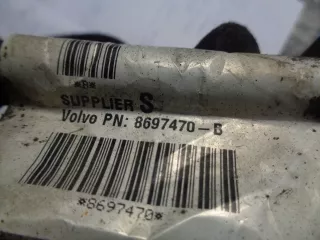 *B*
SUPPLIER S
Volvo PN: 8697470-B
*8697470*